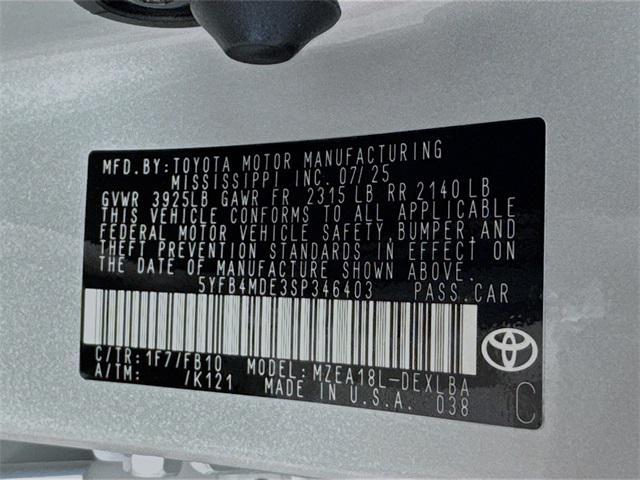 MFD. BY: TOYOTA MOTOR MANUFACTURING
MISSISSIPPI INC. 07/25
GVWR 3925LB GAWR FR 2315 LB RR 2140 LB
THIS VEHICLE CONFORMS TO ALL APPLICABLE
FEDERAL MOTOR VEHICLE SAFETY, BUMPER, AND
THEFT PREVENTION STANDARDS IN EFFECT ON
THE DATE OF MANUFACTURE SHOWN ABOVE.
5YFB4MDE3SP346403 PASS. CAR
C/TR: 1F7/FB10 MODEL: MZEA18L-DEXLBA
A/TM: /K121 MADE IN U.S.A. 038
C